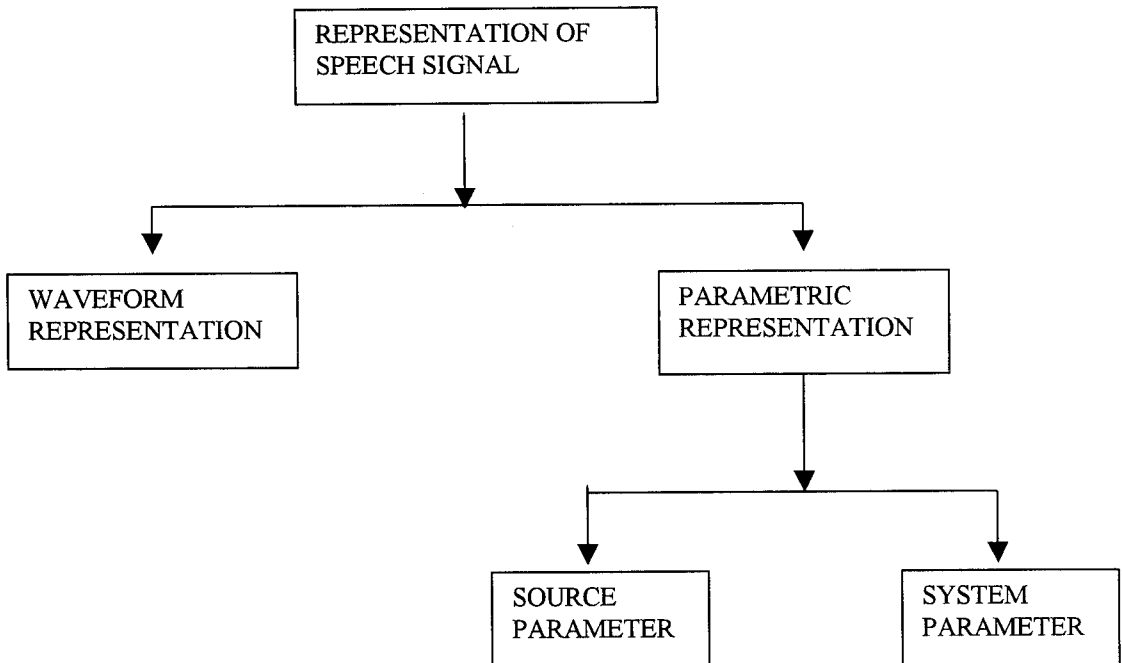 REPRESENTATION OF
SPEECH SIGNAL
WAVEFORM
REPRESENTATION
PARAMETRIC
REPRESENTATION
SOURCE
PARAMETER
SYSTEM
PARAMETER